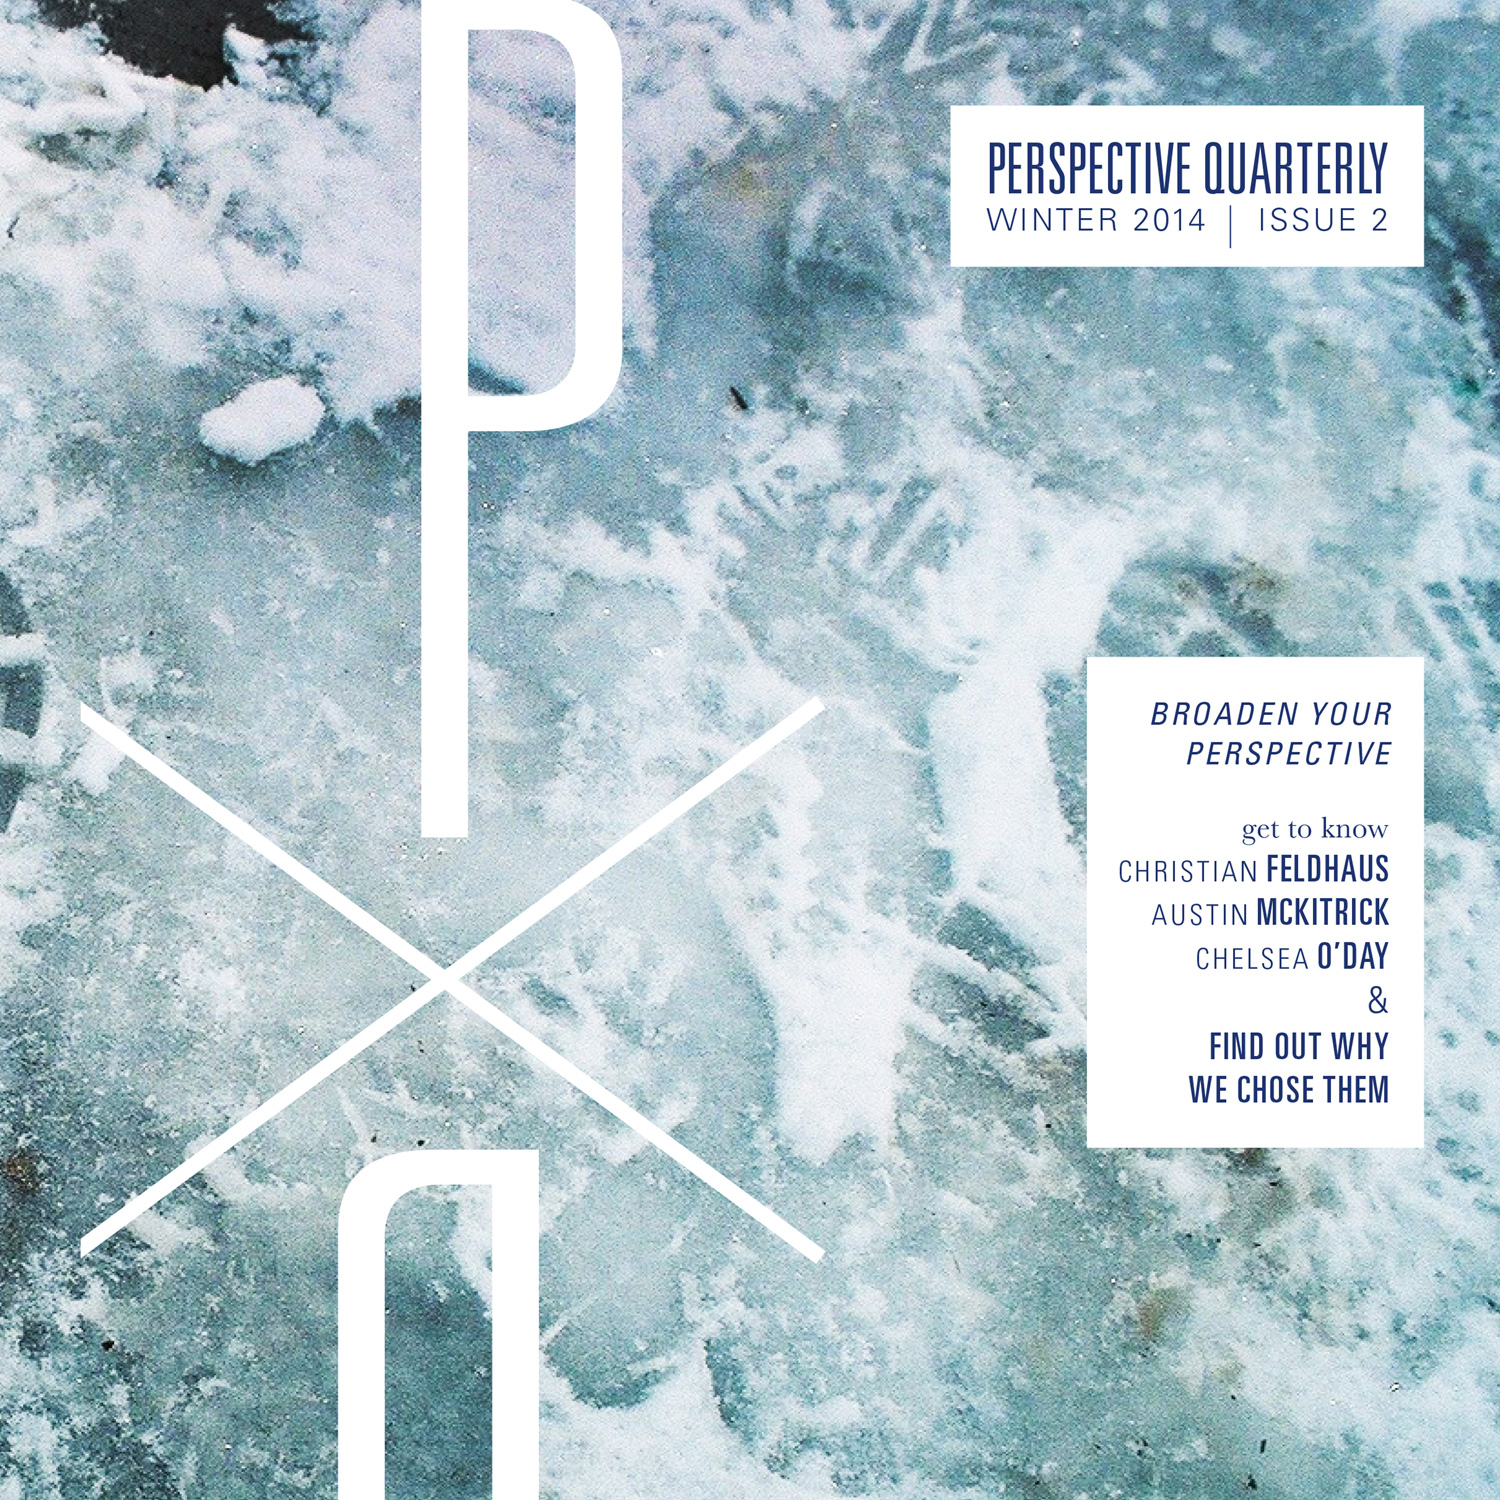 P
X
PERSPECTIVE QUARTERLY
WINTER 2014 | ISSUE 2
BROADEN YOUR
PERSPECTIVE
get to know
CHRISTIAN FELDHAUS
AUSTIN MCKITRICK
CHELSEA O'DAY
&
FIND OUT WHY
WE CHOSE THEM